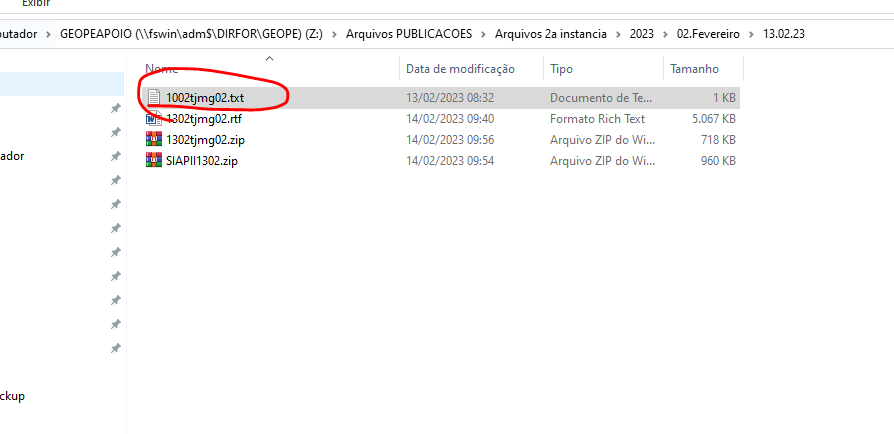 Exibir
putador > GEOPEAPOIO (\\fswin\adm$\DIRFOR\GEOPE) (Z:) > Arquivos PUBLICACOES > Arquivos 2a instancia > 2023 > 02.Fevereiro > 13.02.23
Nome Data de modificação Tipo Tamanho
1002tjmg02.txt 13/02/2023 08:32 Documento de Te... 1 KB
1302tjmg02.rtf 14/02/2023 09:40 Formato Rich Text 5.067 KB
1302tjmg02.zip 14/02/2023 09:56 Arquivo ZIP do Wi... 718 KB
ador
SIAPII1302.zip 14/02/2023 09:54 Arquivo ZIP do Wi... 960 KB
ckup